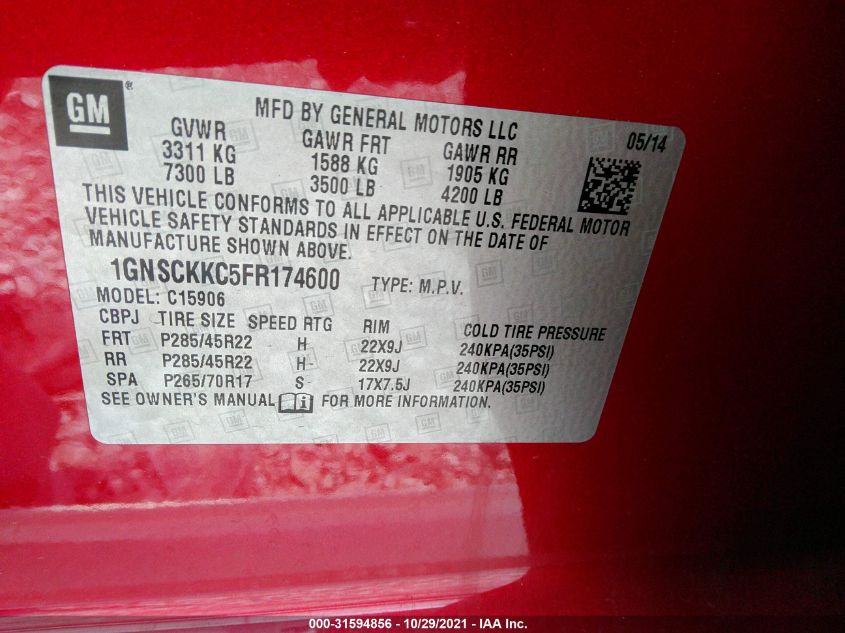 GM®
MFD BY GENERAL MOTORS LLC
05/14
GVWR GAWR FRT GAWR RR
3311 KG 1588 KG 1905 KG
7300 LB 3500 LB 4200 LB
THIS VEHICLE CONFORMS TO ALL APPLICABLE U.S. FEDERAL MOTOR
VEHICLE SAFETY STANDARDS IN EFFECT ON THE DATE OF
MANUFACTURE SHOWN ABOVE.
1GNSCKKC5FR174600 TYPE: M.P.V.
MODEL: C15906
CBPJ TIRE SIZE SPEED RTG RIM COLD TIRE PRESSURE
FRT P285/45R22 H 22X9J 240KPA(35PSI)
RR P285/45R22 H 22X9J 240KPA(35PSI)
SPA P265/70R17 S 17X7.5J 240KPA(35PSI)
SEE OWNER'S MANUAL i FOR MORE INFORMATION.
000-31594856 - 10/29/2021 - IAA Inc.